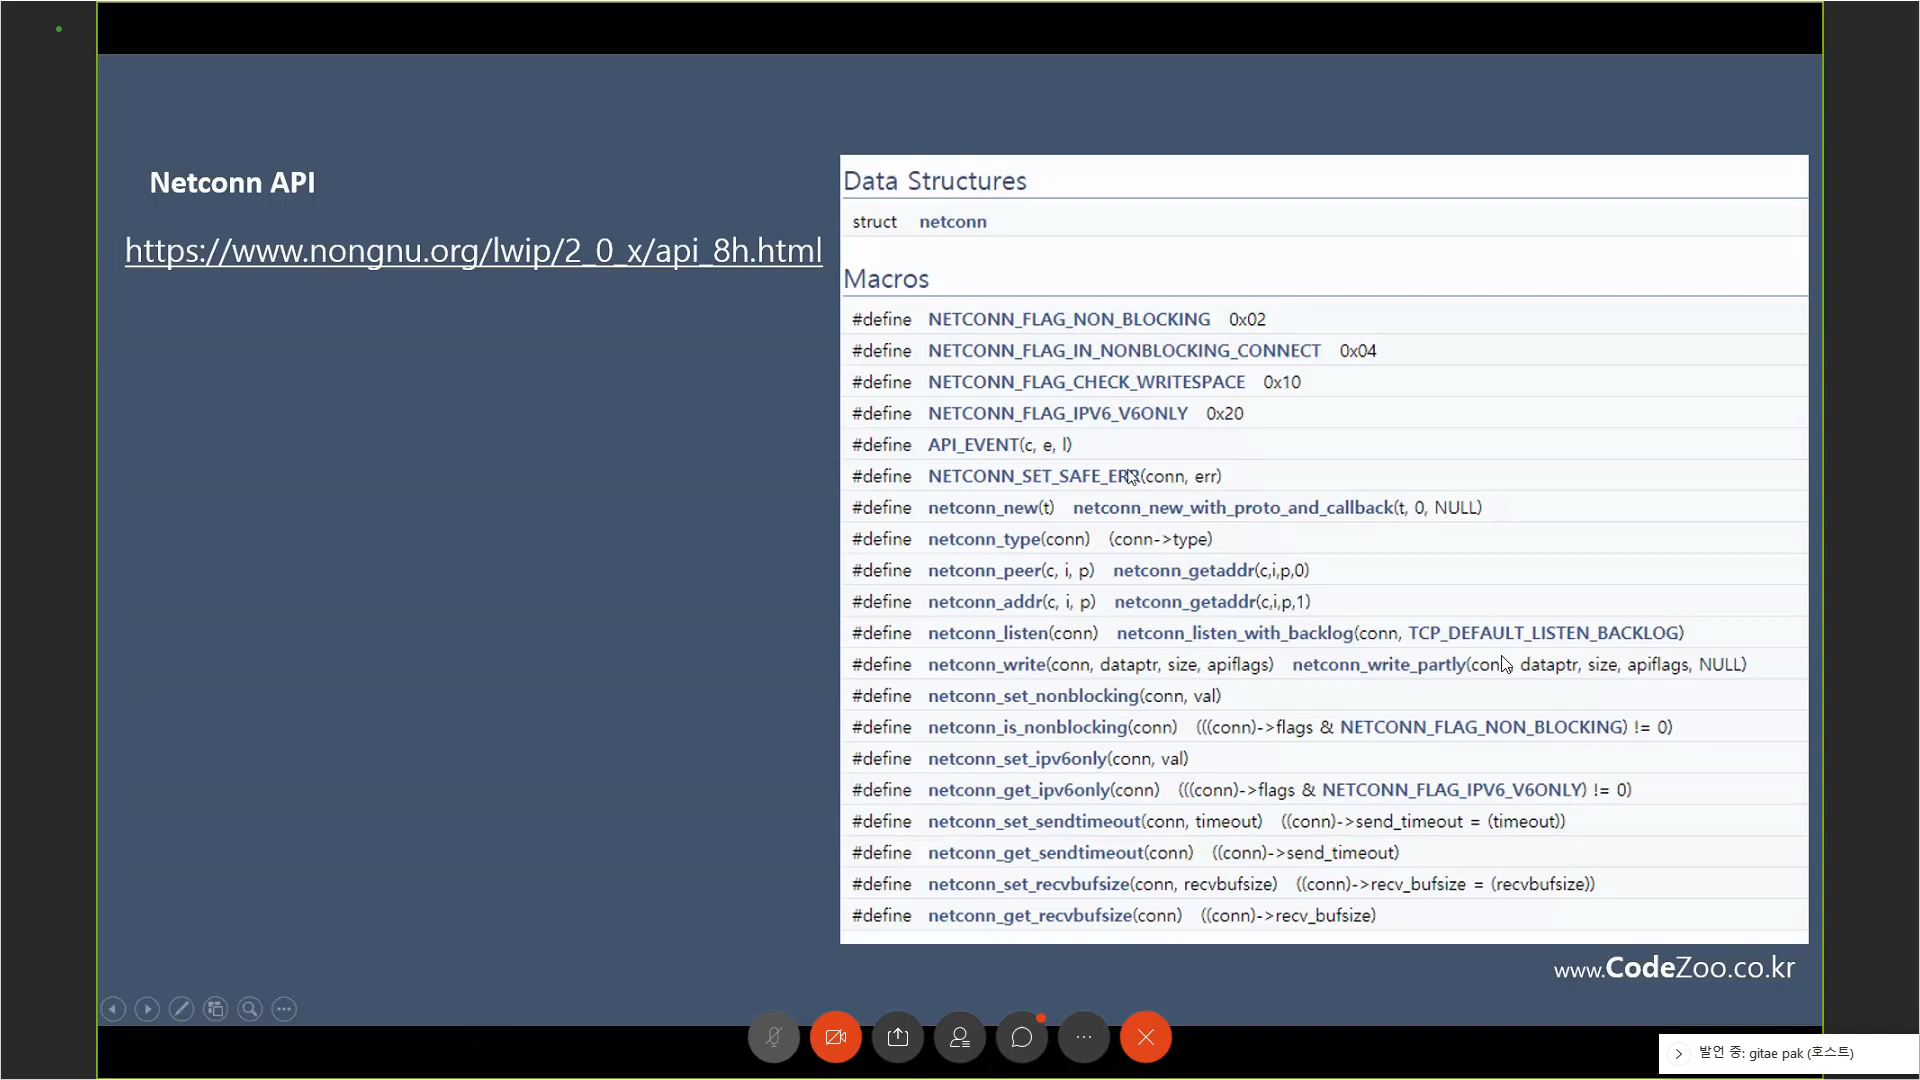 Netconn API
https://www.nongnu.org/lwip/2_0_x/api_8h.html
Data Structures
struct netconn
Macros
#define NETCONN_FLAG_NON_BLOCKING 0x02
#define NETCONN_FLAG_IN_NONBLOCKING_CONNECT 0x04
#define NETCONN_FLAG_CHECK_WRITESPACE 0x10
#define NETCONN_FLAG_IPV6_V6ONLY 0x20
#define API_EVENT(c, e, l)
#define NETCONN_SET_SAFE_ERR(conn, err)
#define netconn_new(t) netconn_new_with_proto_and_callback(t, 0, NULL)
#define netconn_type(conn) (conn->type)
#define netconn_peer(c, i, p) netconn_getaddr(c,i,p,0)
#define netconn_addr(c, i, p) netconn_getaddr(c,i,p,1)
#define netconn_listen(conn) netconn_listen_with_backlog(conn, TCP_DEFAULT_LISTEN_BACKLOG)
#define netconn_write(conn, dataptr, size, apiflags) netconn_write_partly(conn, dataptr, size, apiflags, NULL)
#define netconn_set_nonblocking(conn, val)
#define netconn_is_nonblocking(conn) (((conn)->flags & NETCONN_FLAG_NON_BLOCKING) != 0)
#define netconn_set_ipv6only(conn, val)
#define netconn_get_ipv6only(conn) (((conn)->flags & NETCONN_FLAG_IPV6_V6ONLY) != 0)
#define netconn_set_sendtimeout(conn, timeout) ((conn)->send_timeout = (timeout))
#define netconn_get_sendtimeout(conn) ((conn)->send_timeout)
#define netconn_set_recvbufsize(conn, recvbufsize) ((conn)->recv_bufsize = (recvbufsize))
#define netconn_get_recvbufsize(conn) ((conn)->recv_bufsize)
www.CodeZoo.co.kr
발언 중: gitae pak (호스트)